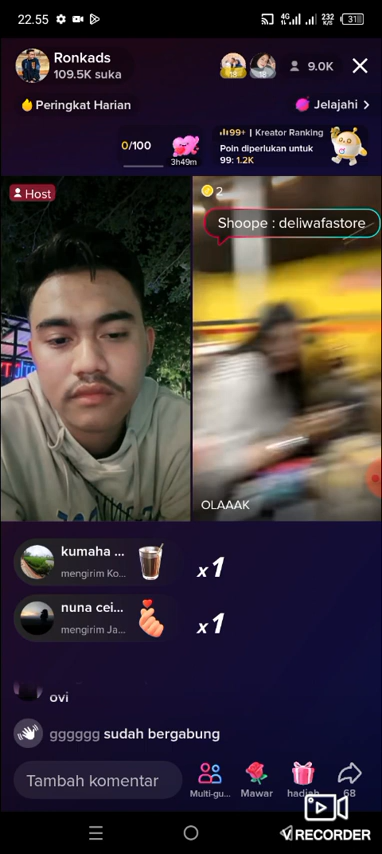 22.55
4G
232
K/S
31
Ronkads
109.5K suka
9.0K
Peringkat Harian
Jelajahi >
0/100
3h49m
99+ | Kreator Ranking
Poin diperlukan untuk
99: 1.2K
Host
2
Shoope : deliwafastore
OLAAAK
kumaha ...
mengirim Ko...
x1
nuna cei...
mengirim Ja...
x1
ovi
gggggg sudah bergabung
Tambah komentar
Multi-gu...
Mawar
hadiah
68
RECORDER